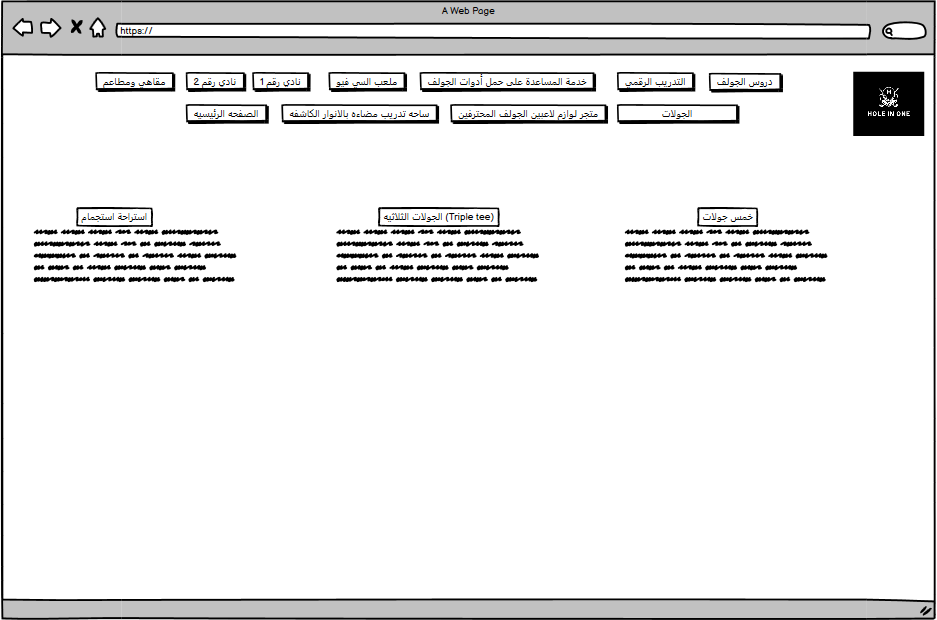 A Web Page
https://
دروس الجولف
التدريب الرقمي
خدمة المساعدة على حمل أدوات الجولف
ملعب السي فيو
نادي رقم 1
نادي رقم 2
مقاهي ومطاعم
H
HOLE IN ONE
الجولات
متجر لوازم لاعبين الجولف المحترفين
ساحه تدريب مضاءه بالانوار الكاشفه
الصفحه الرئيسيه
خمس جولات
الجولات الثلاثيه (Triple tee)
استراحة استجمام